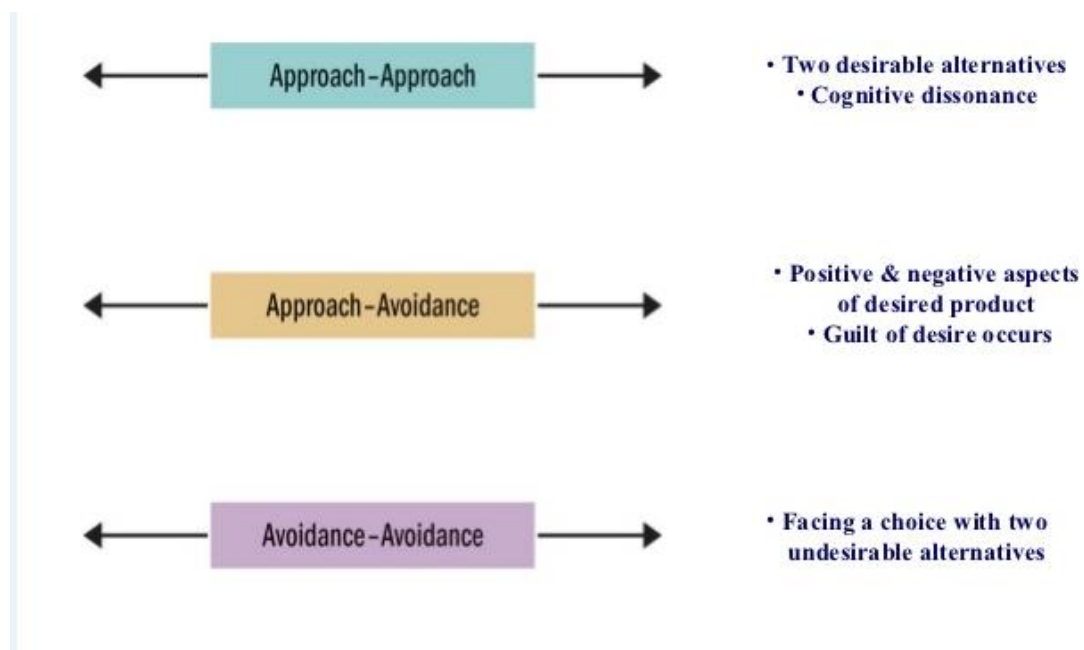 Approach–Approach
• Two desirable alternatives
• Cognitive dissonance
Approach–Avoidance
• Positive & negative aspects
of desired product
• Guilt of desire occurs
Avoidance–Avoidance
• Facing a choice with two
undesirable alternatives